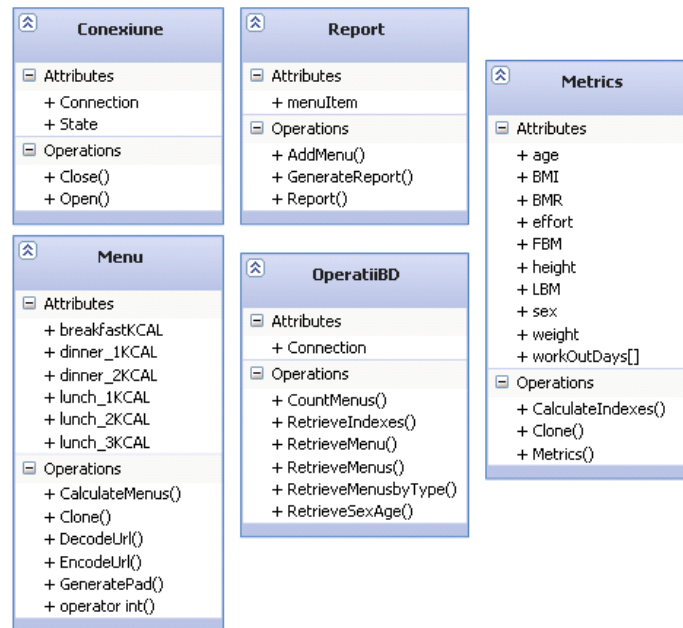 Conexiune
Attributes
+ Connection
+ State
Operations
+ Close()
+ Open()
Report
Attributes
+ menuItem
Operations
+ AddMenu()
+ GenerateReport()
+ Report()
Metrics
Attributes
+ age
+ BMI
+ BMR
+ effort
+ FBM
+ height
+ LBM
+ sex
+ weight
+ workOutDays[]
Operations
+ CalculateIndexes()
+ Clone()
+ Metrics()
Menu
Attributes
+ breakfastKCAL
+ dinner_1KCAL
+ dinner_2KCAL
+ lunch_1KCAL
+ lunch_2KCAL
+ lunch_3KCAL
Operations
+ CalculateMenus()
+ Clone()
+ DecodeUrl()
+ EncodeUrl()
+ GeneratePad()
+ operator int()
OperatiiBD
Attributes
+ Connection
Operations
+ CountMenus()
+ RetrieveIndexes()
+ RetrieveMenu()
+ RetrieveMenus()
+ RetrieveMenusbyType()
+ RetrieveSexAge()